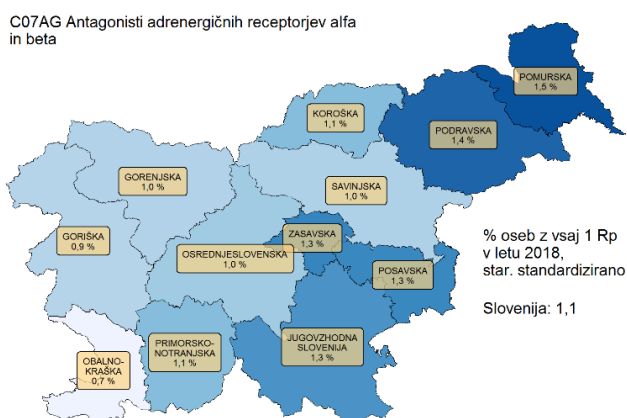 C07AG Antagonisti adrenergičnih receptorjev alfa
in beta
POMURSKA
1,5 %
KOROŠKA
1,1 %
PODRAVSKA
1,4 %
GORENJSKA
1,0 %
SAVINJSKA
1,0 %
GORIŠKA
0,9 %
ZASAVSKA
1,3 %
OSREDNJESLOVENSKA
1,0 %
POSAVSKA
1,3 %
% oseb z vsaj 1 Rp
v letu 2018,
star. standardizirano
Slovenija: 1,1
PRIMORSKO-
NOTRANJSKA
1,1 %
JUGOVZHODNA
SLOVENIJA
1,3 %
OBALNO-
KRAŠKA
0,7 %